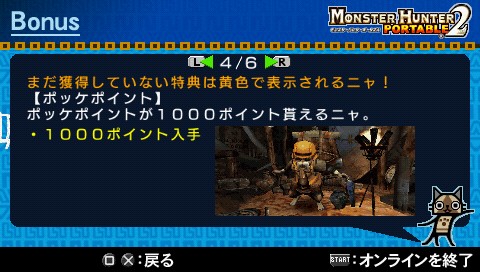 Bonus
MONSTER HUNTER
PORTABLE 2
L 4/6 R
まだ獲得していない特典は黄色で表示されるニャ！
【ポッケポイント】
ポッケポイントが１０００ポイント貰えるニャ。
・１０００ポイント入手
□ ×:戻る
START:オンラインを終了